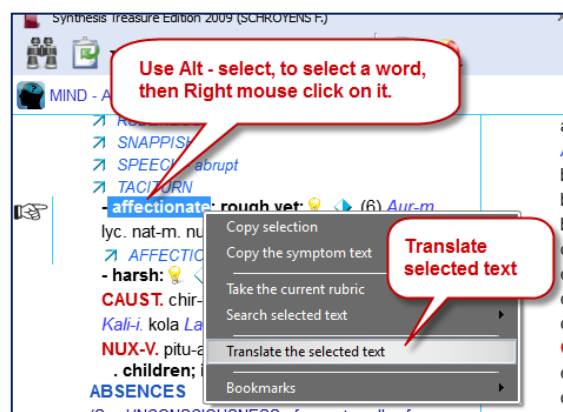 Synthesis Treasure Edition 2009 (SCHROYENS F.)
Use Alt - select, to select a word,
then Right mouse click on it.
MIND - A
SNAPPISH
SPEECH abrupt
TACITURN
- affectionate; rough yet: (6) Aur-m
lyc. nat-m. nu
Copy selection
AFFECTIO
Copy the symptom text
Translate
selected text
- harsh:
CAUST. chir-
Take the current rubric
Kali-i. kola La
Search selected text
NUX-V. pitu-a
Translate the selected text
. children; i
ABSENCES
Bookmarks